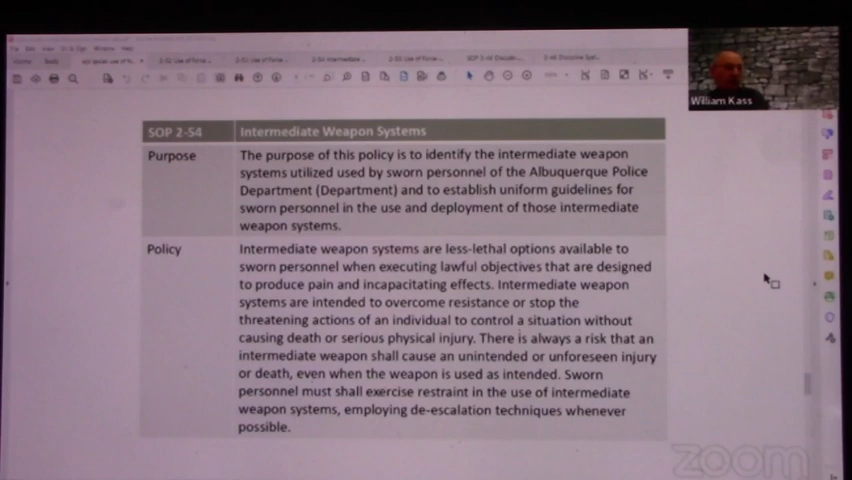 William Kass
SOP 2-54
Intermediate Weapon Systems
Purpose
The purpose of this policy is to identify the intermediate weapon
systems utilized used by sworn personnel of the Albuquerque Police
Department (Department) and to establish uniform guidelines for
sworn personnel in the use and deployment of those intermediate
weapon systems.
Policy
Intermediate weapon systems are less-lethal options available to
sworn personnel when executing lawful objectives that are designed
to produce pain and incapacitating effects. Intermediate weapon
systems are intended to overcome resistance or stop the
threatening actions of an individual to control a situation without
causing death or serious physical injury. There is always a risk that an
intermediate weapon shall cause an unintended or unforeseen injury
or death, even when the weapon is used as intended. Sworn
personnel must shall exercise restraint in the use of intermediate
weapon systems, employing de-escalation techniques whenever
possible.
zoom